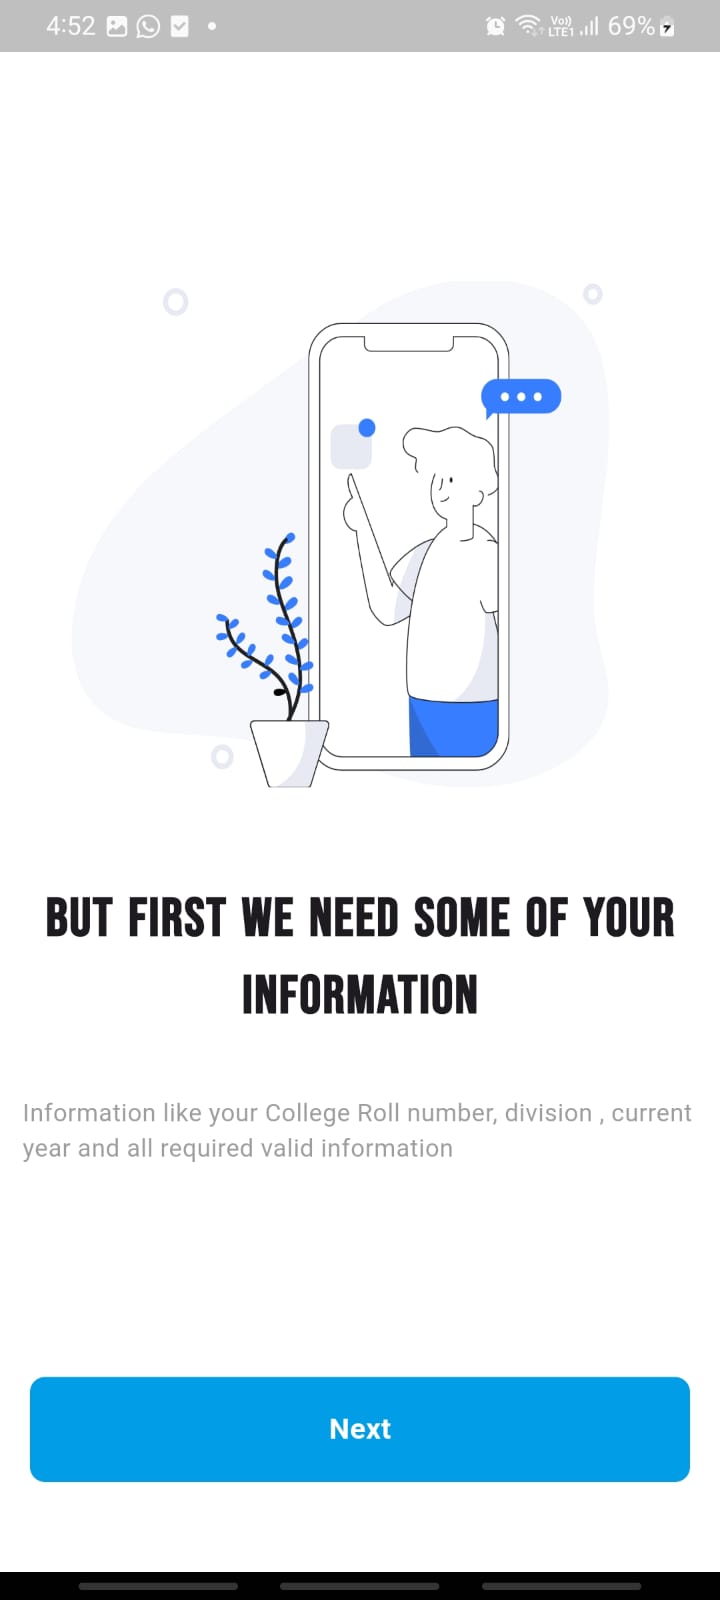 4:52
Vo)) LTE1 69%
BUT FIRST WE NEED SOME OF YOUR
INFORMATION
Information like your College Roll number, division , current
year and all required valid information
Next